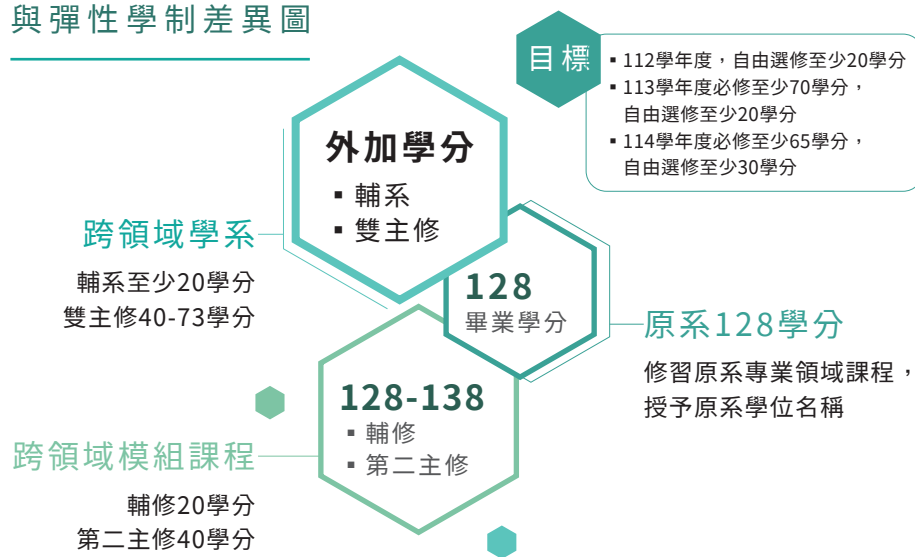 與彈性學制差異圖
目標
▪ 112學年度，自由選修至少20學分
▪ 113學年度必修至少70學分，
自由選修至少20學分
▪ 114學年度必修至少65學分，
自由選修至少30學分
外加學分
▪ 輔系
▪ 雙主修
跨領域學系
輔系至少20學分
雙主修40-73學分
128
畢業學分
原系128學分
修習原系專業領域課程，
授予原系學位名稱
128-138
▪ 輔修
▪ 第二主修
跨領域模組課程
輔修20學分
第二主修40學分